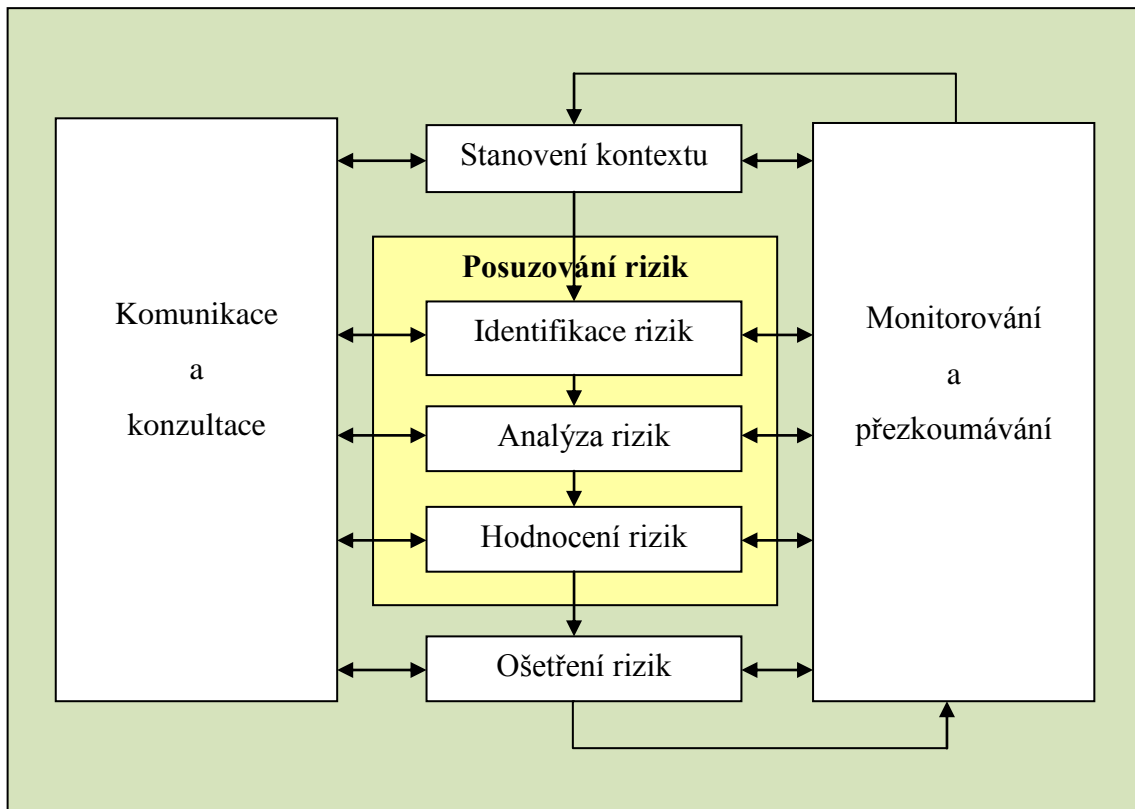 Komunikace
a
konzultace
Stanovení kontextu
Posuzování rizik
Identifikace rizik
Analýza rizik
Hodnocení rizik
Ošetření rizik
Monitorování
a
přezkoumávání